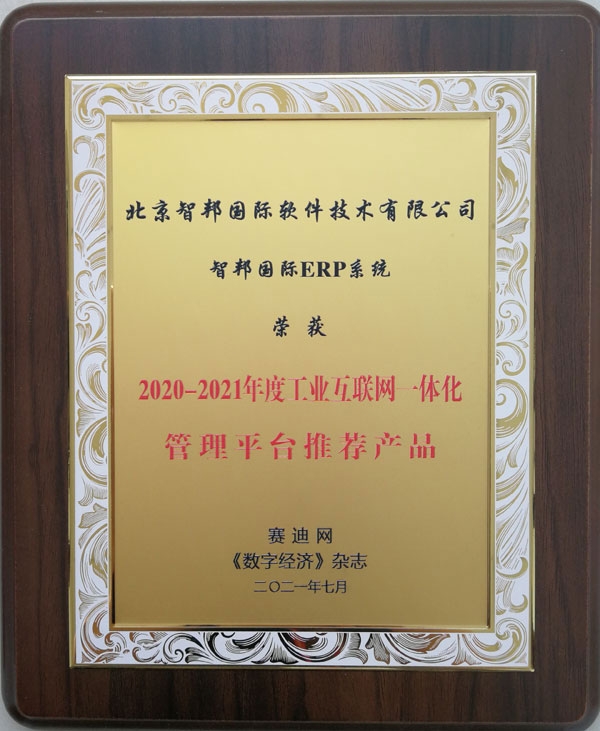 北京智邦国际软件技术有限公司
智邦国际ERP系统
荣 获
2020-2021年度工业互联网一体化
管理平台推荐产品
赛迪网
《数字经济》杂志
二〇二一年七月